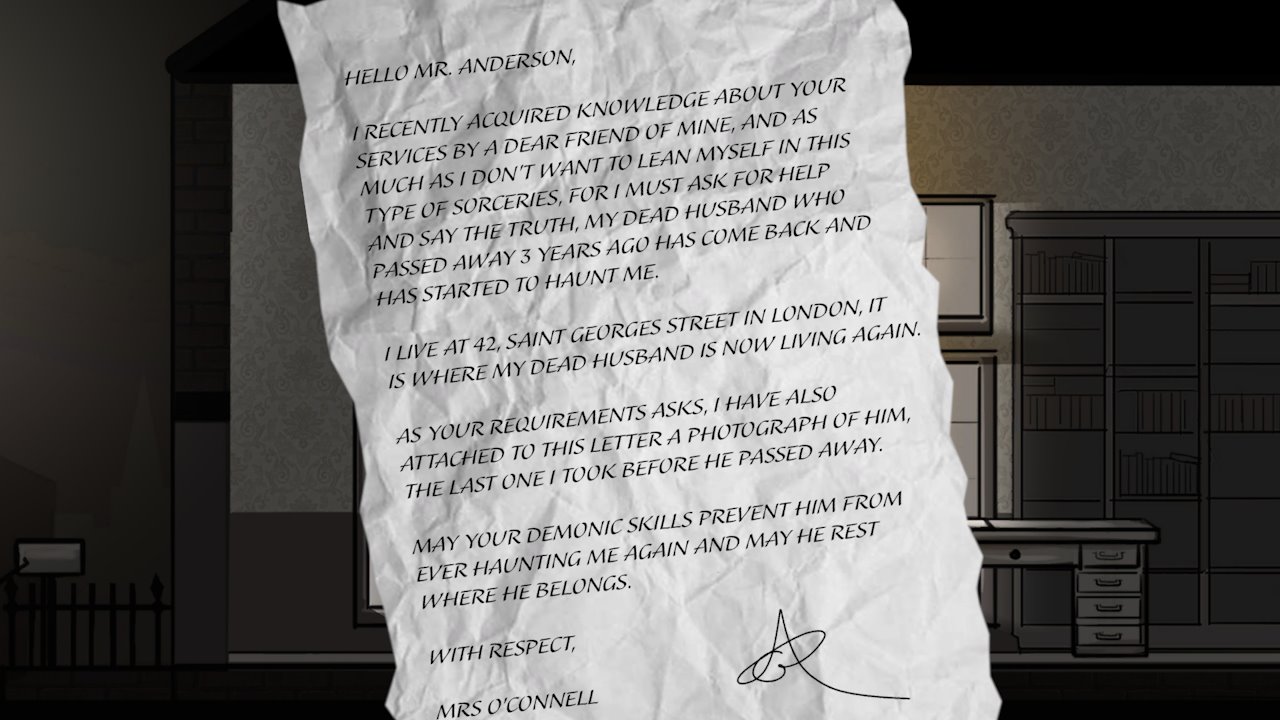 HELLO MR. ANDERSON,
I RECENTLY ACQUIRED KNOWLEDGE ABOUT YOUR
SERVICES BY A DEAR FRIEND OF MINE, AND AS
MUCH AS I DON'T WANT TO LEAN MYSELF IN THIS
TYPE OF SORCERIES, FOR I MUST ASK FOR HELP
AND SAY THE TRUTH, MY DEAD HUSBAND WHO
PASSED AWAY 3 YEARS AGO HAS COME BACK AND
HAS STARTED TO HAUNT ME.
I LIVE AT 42, SAINT GEORGES STREET IN LONDON, IT
IS WHERE MY DEAD HUSBAND IS NOW LIVING AGAIN.
AS YOUR REQUIREMENTS ASKS, I HAVE ALSO
ATTACHED TO THIS LETTER A PHOTOGRAPH OF HIM,
THE LAST ONE I TOOK BEFORE HE PASSED AWAY.
MAY YOUR DEMONIC SKILLS PREVENT HIM FROM
EVER HAUNTING ME AGAIN AND MAY HE REST
WHERE HE BELONGS.
WITH RESPECT,
MRS O'CONNELL